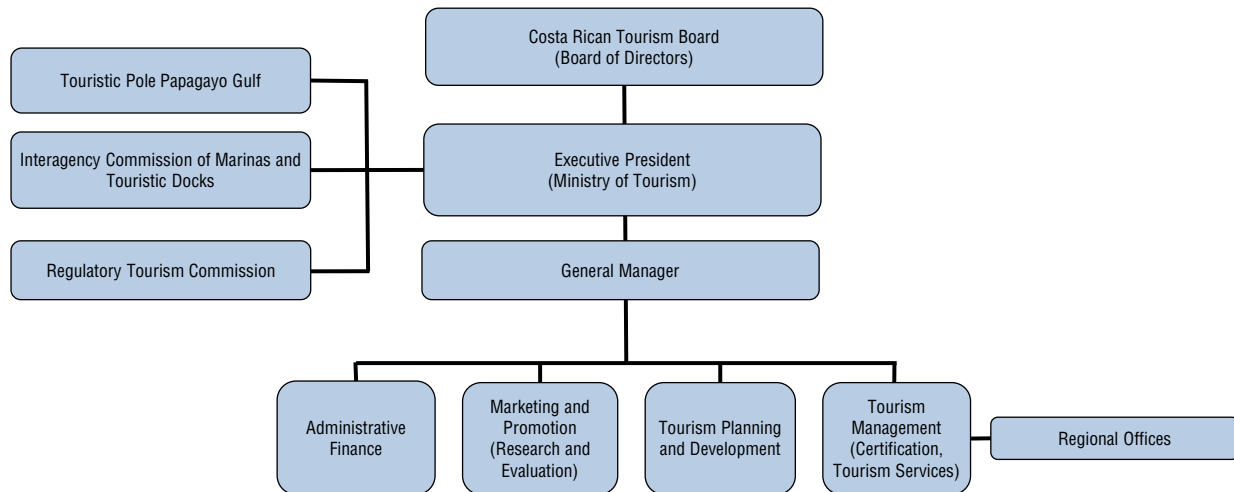 Costa Rican Tourism Board
(Board of Directors)
Touristic Pole Papagayo Gulf
Interagency Commission of Marinas and
Touristic Docks
Executive President
(Ministry of Tourism)
Regulatory Tourism Commission
General Manager
Administrative
Finance
Marketing and
Promotion
(Research and
Evaluation)
Tourism Planning
and Development
Tourism
Management
(Certification,
Tourism Services)
Regional Offices